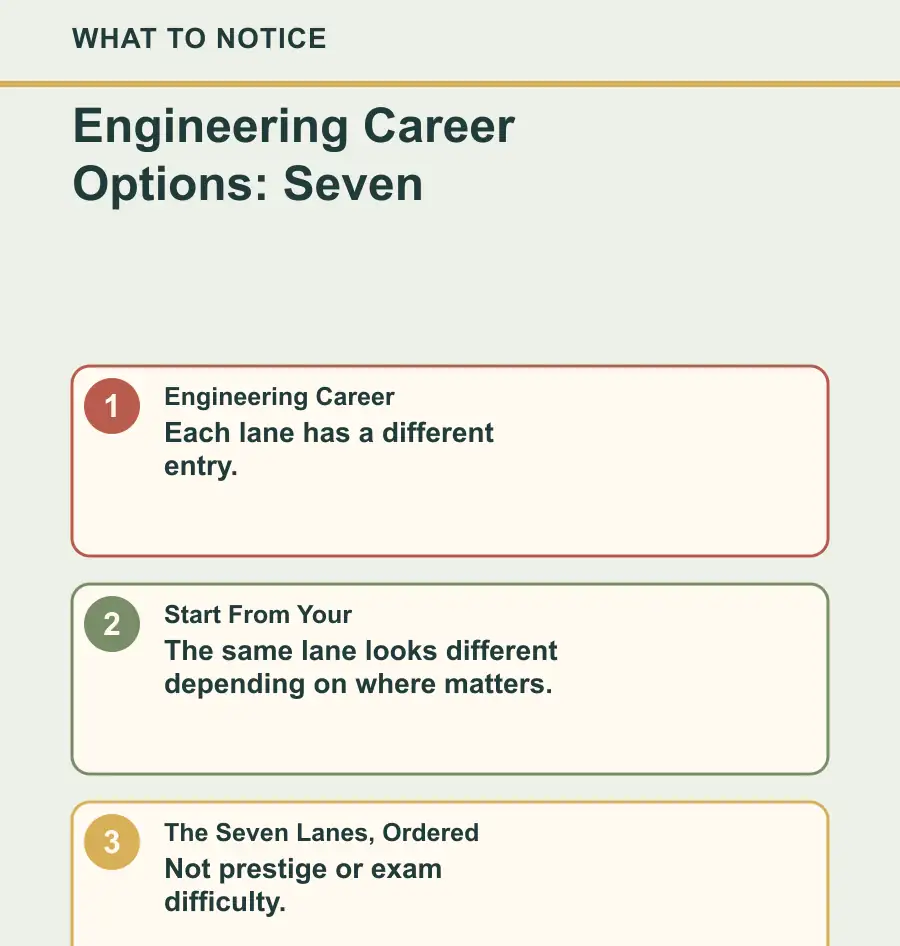 WHAT TO NOTICE
Engineering Career
Options: Seven
1
Engineering Career
Each lane has a different
entry.
2
Start From Your
The same lane looks different
depending on where matters.
3
The Seven Lanes, Ordered
Not prestige or exam
difficulty.